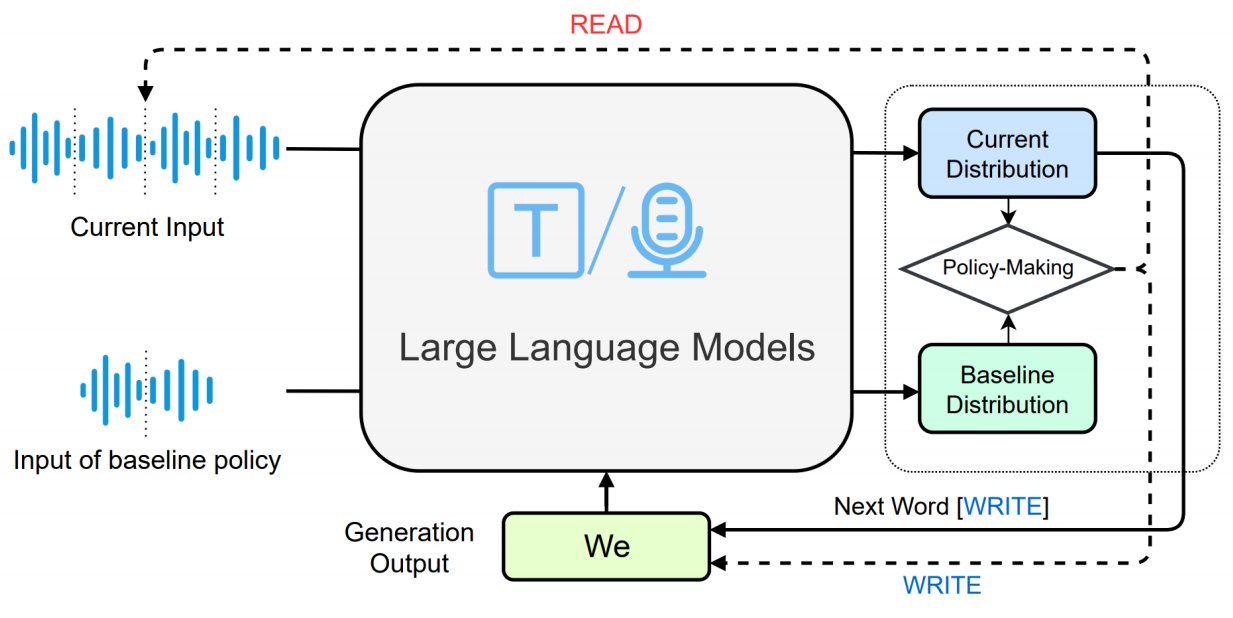 READ
Current Input
T
Large Language Models
Current
Distribution
Policy-Making
Baseline
Distribution
Input of baseline policy
Generation
Output
We
Next Word [WRITE]
WRITE